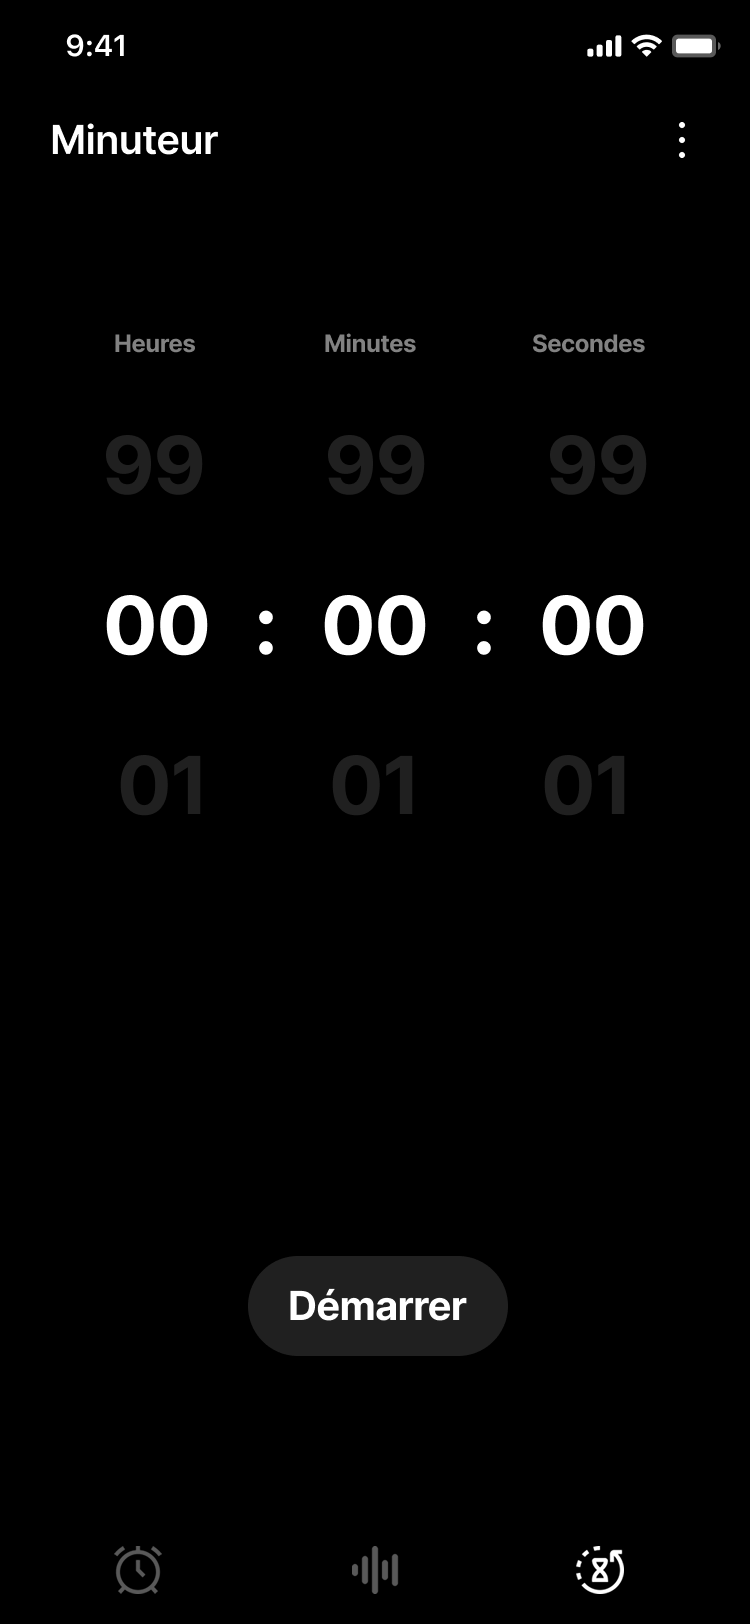 9:41
Minuteur
Heures Minutes Secondes
99 99 99
00 : 00 : 00
01 01 01
Démarrer